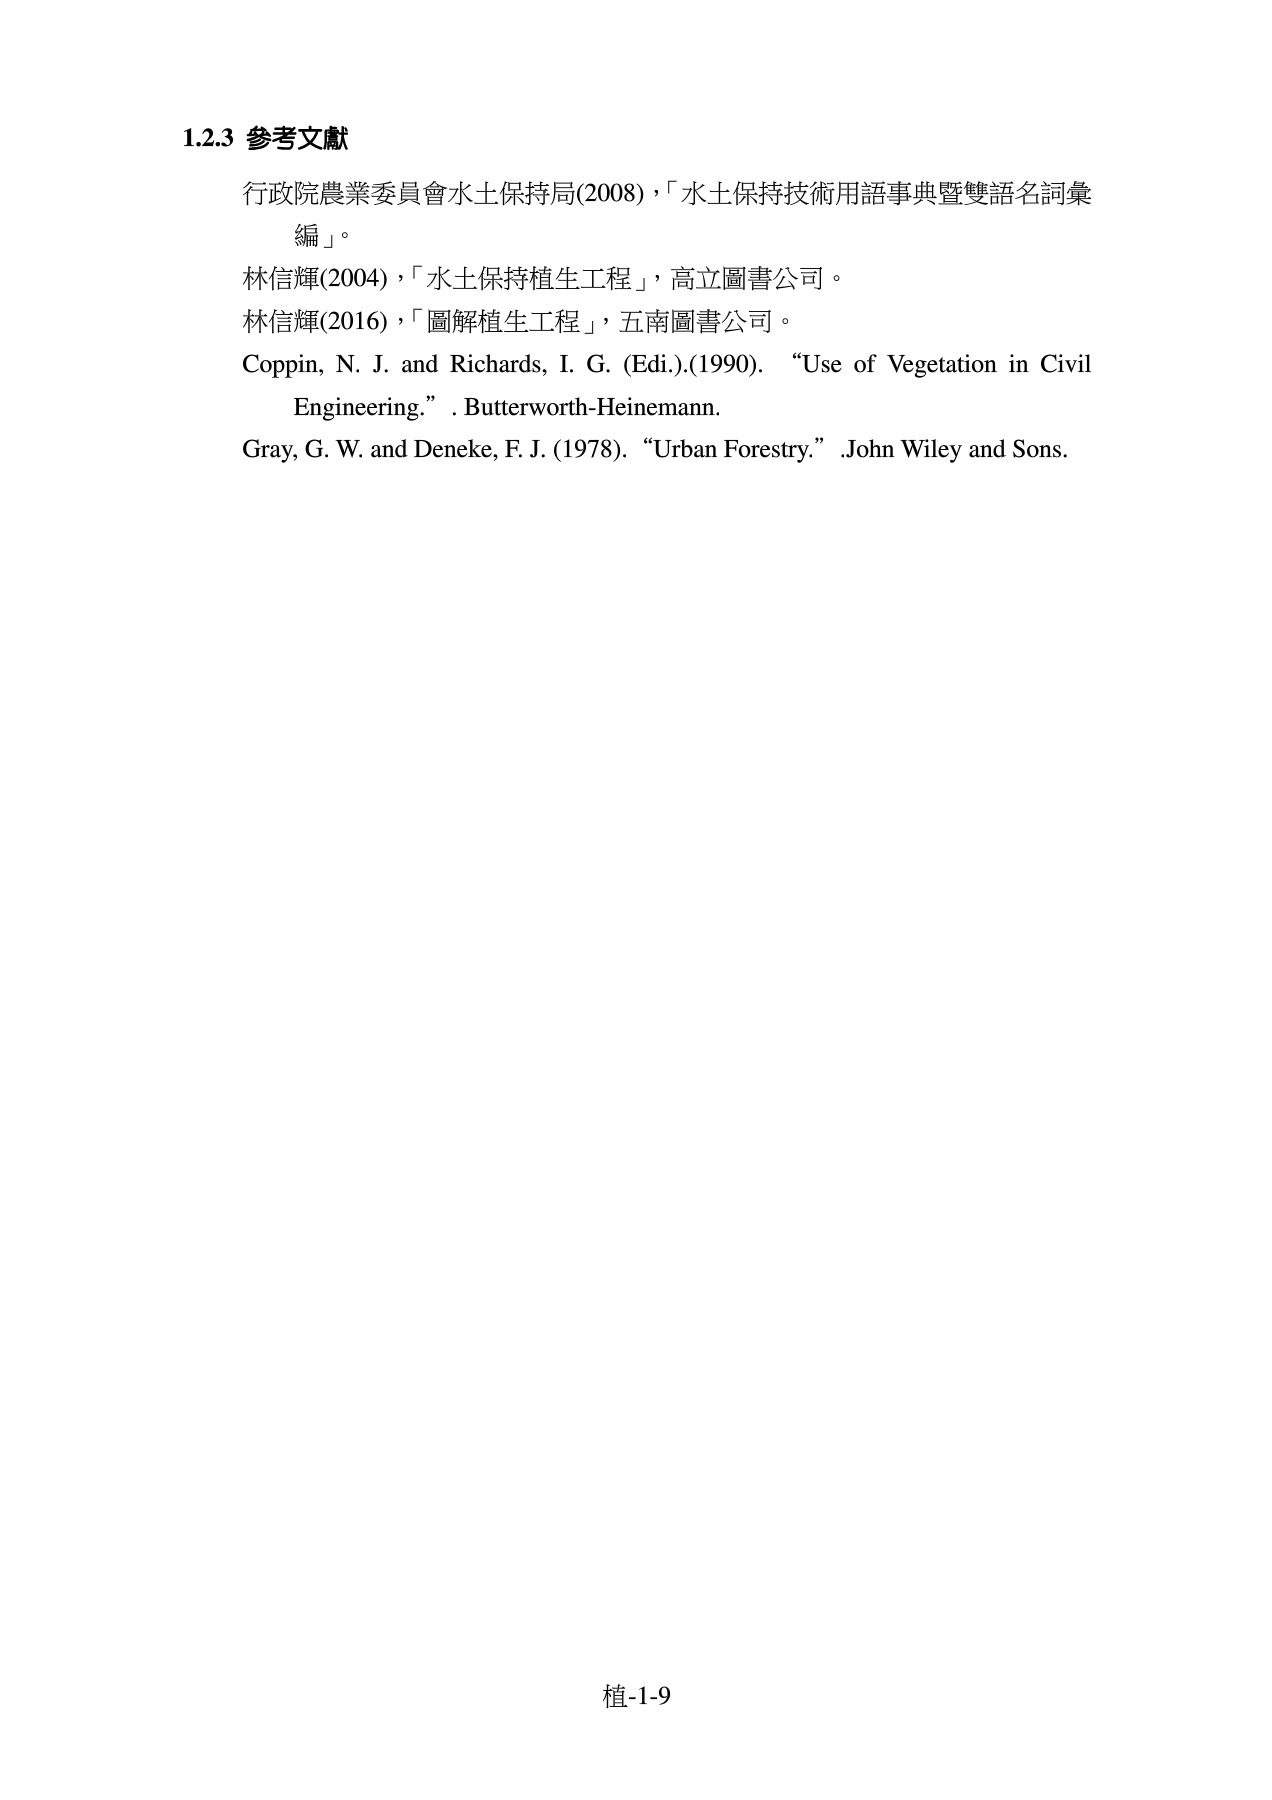 1.2.3 參考文獻
行政院農業委員會水土保持局(2008)，「水土保持技術用語事典暨雙語名詞彙
編」。
林信輝(2004)，「水土保持植生工程」，高立圖書公司。
林信輝(2016)，「圖解植生工程」，五南圖書公司。
Coppin, N. J. and Richards, I. G. (Edi.).(1990). “Use of Vegetation in Civil
Engineering.” . Butterworth-Heinemann.
Gray, G. W. and Deneke, F. J. (1978). “Urban Forestry.” .John Wiley and Sons.
植-1-9